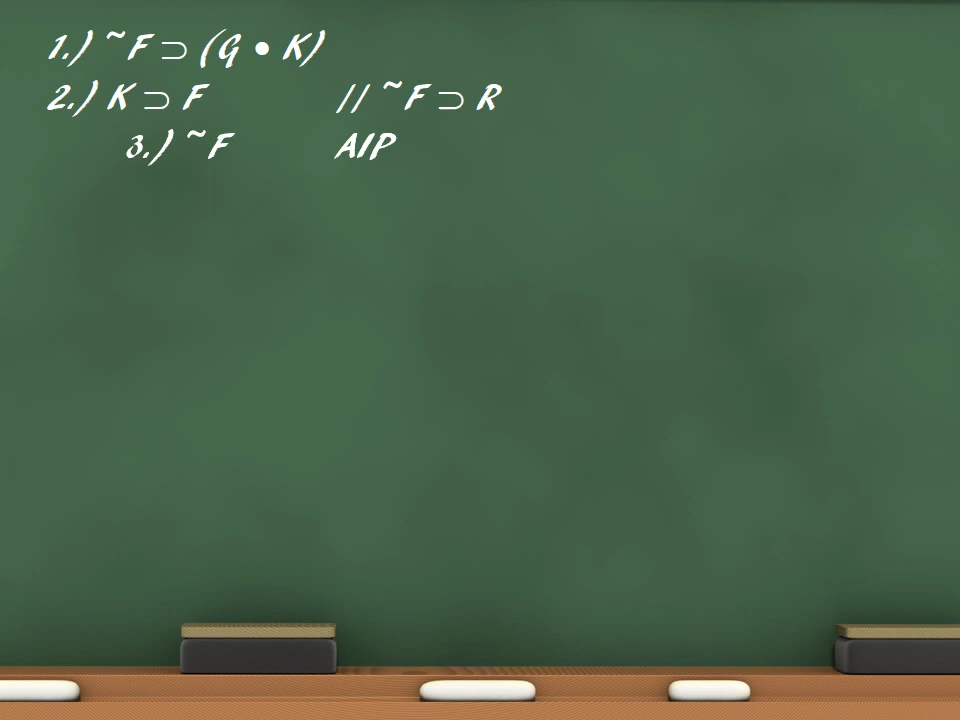 1.) ~F ⊃ (G • K)
2.) K ⊃ F // ~F ⊃ R
3.) ~F AIP